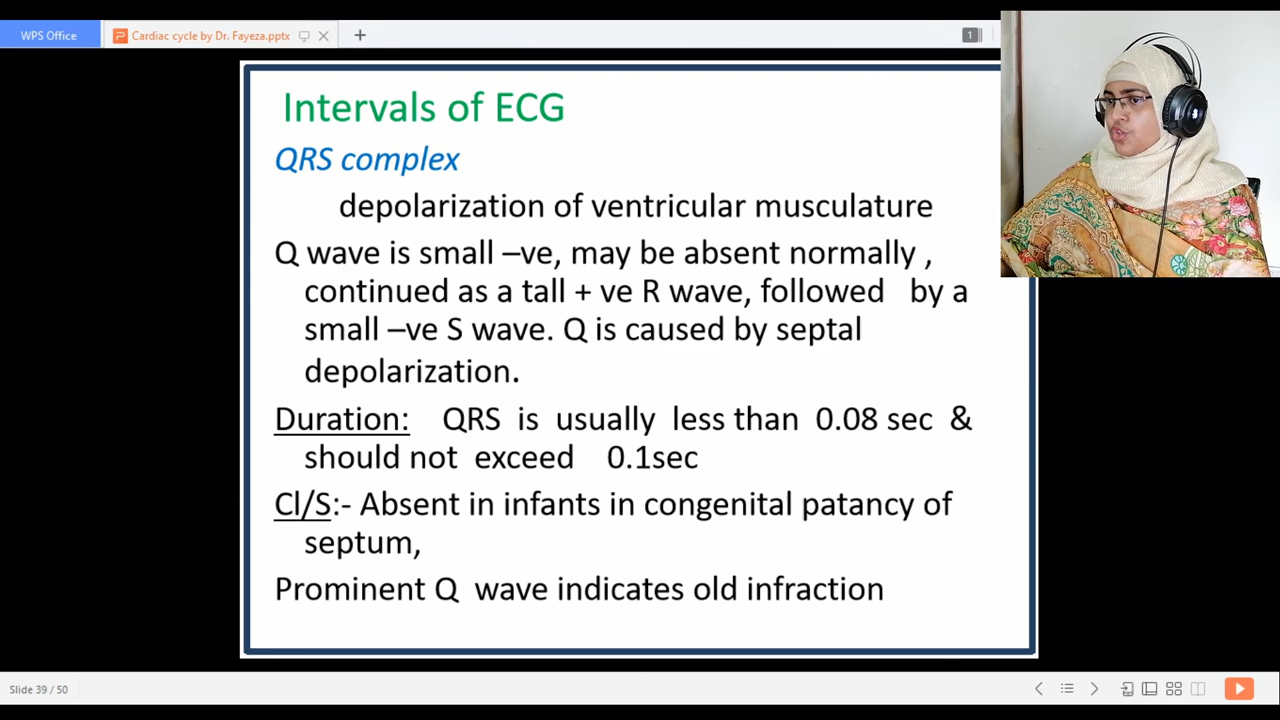 WPS Office
Cardiac cycle by Dr. Fayeza.pptx
1
Intervals of ECG
QRS complex
depolarization of ventricular musculature
Q wave is small –ve, may be absent normally ,
continued as a tall + ve R wave, followed by a
small –ve S wave. Q is caused by septal
depolarization.
Duration: QRS is usually less than 0.08 sec &
should not exceed 0.1sec
Cl/S:- Absent in infants in congenital patancy of
septum,
Prominent Q wave indicates old infraction
Slide 39 / 50